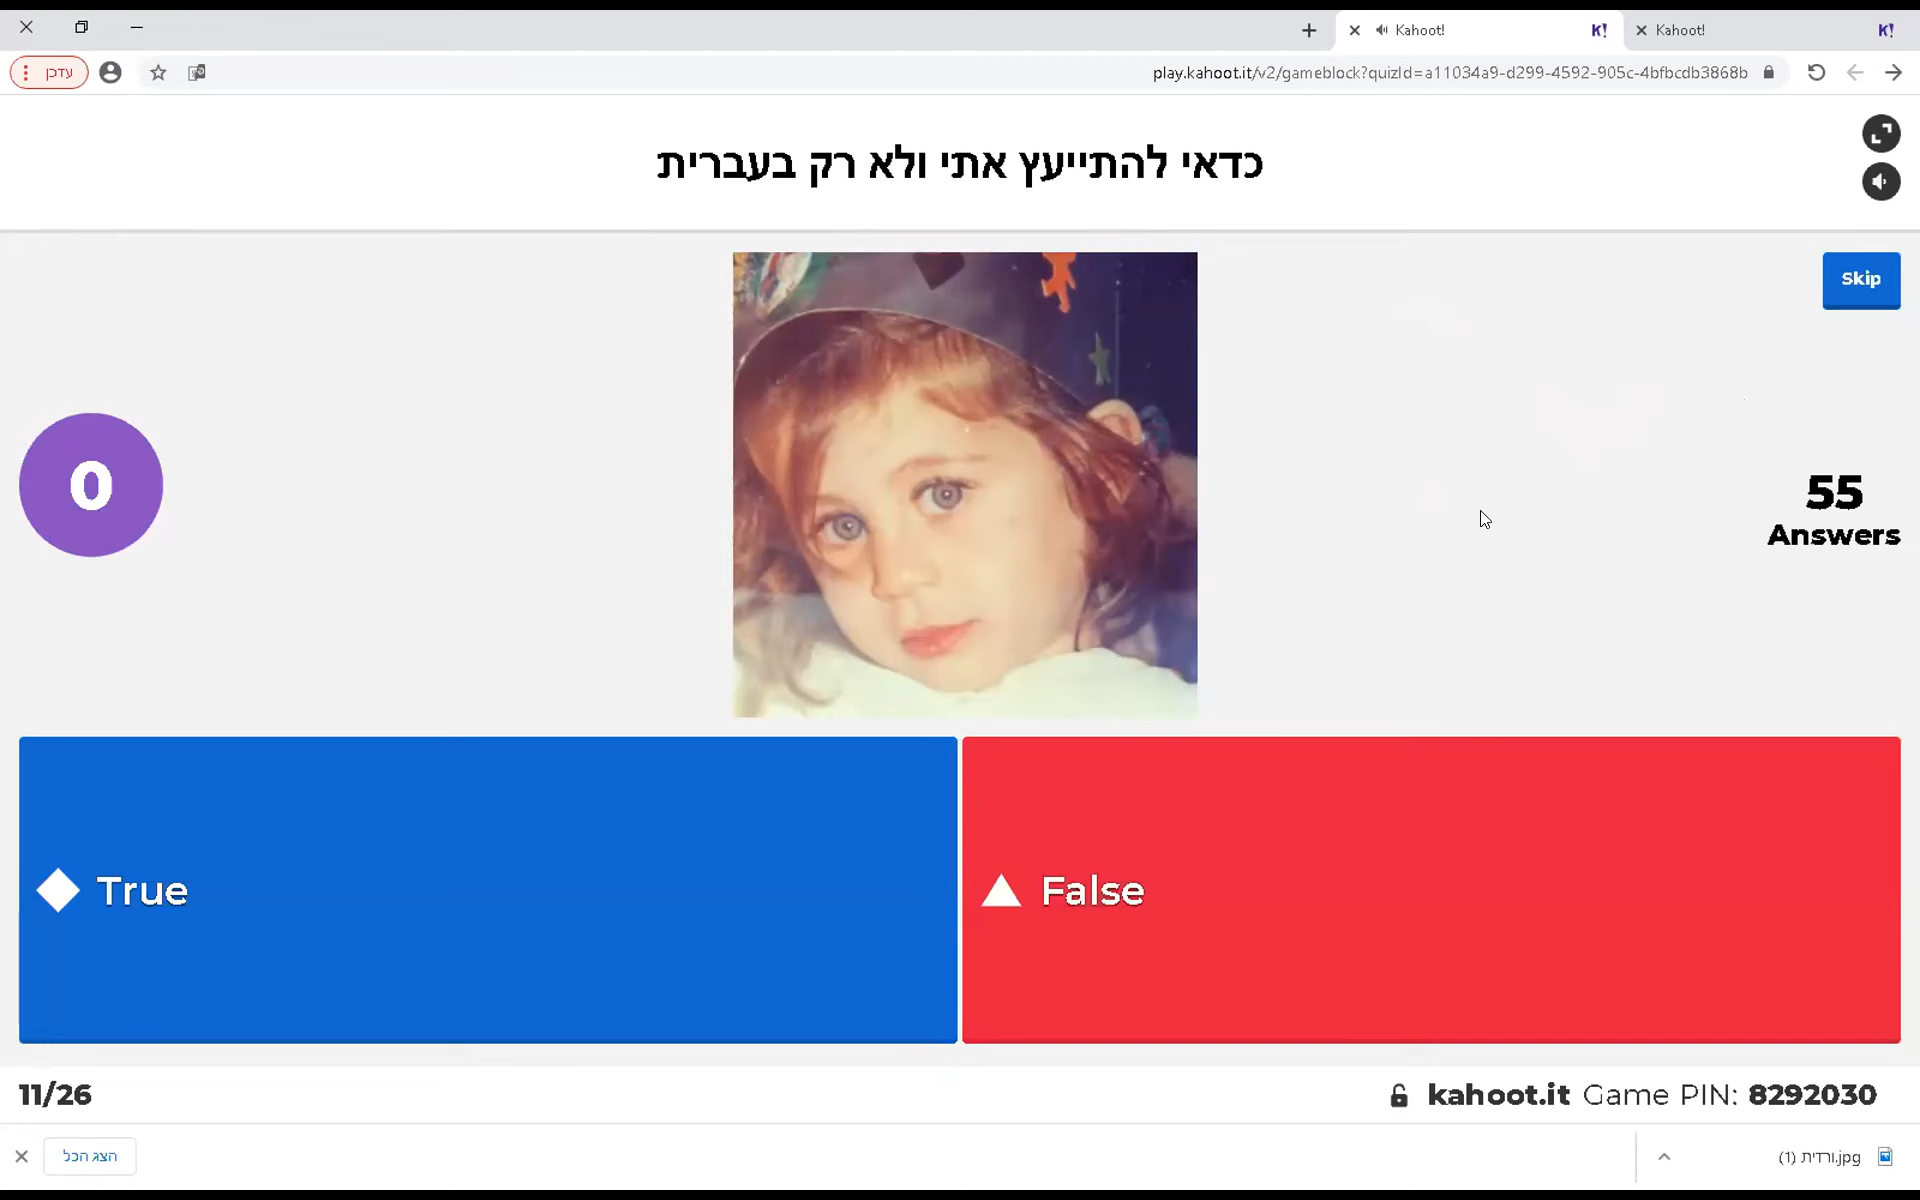 Kahoot!
Kahoot!
עדכן
play.kahoot.it/v2/gameblock?quizId=a11034a9-d299-4592-905c-4bfbcdb3868b
כדאי להתייעץ אתי ולא רק בעברית
Skip
0
55
Answers
True
False
11/26
kahoot.it Game PIN: 8292030
הצג הכל
ורדית (1).jpg